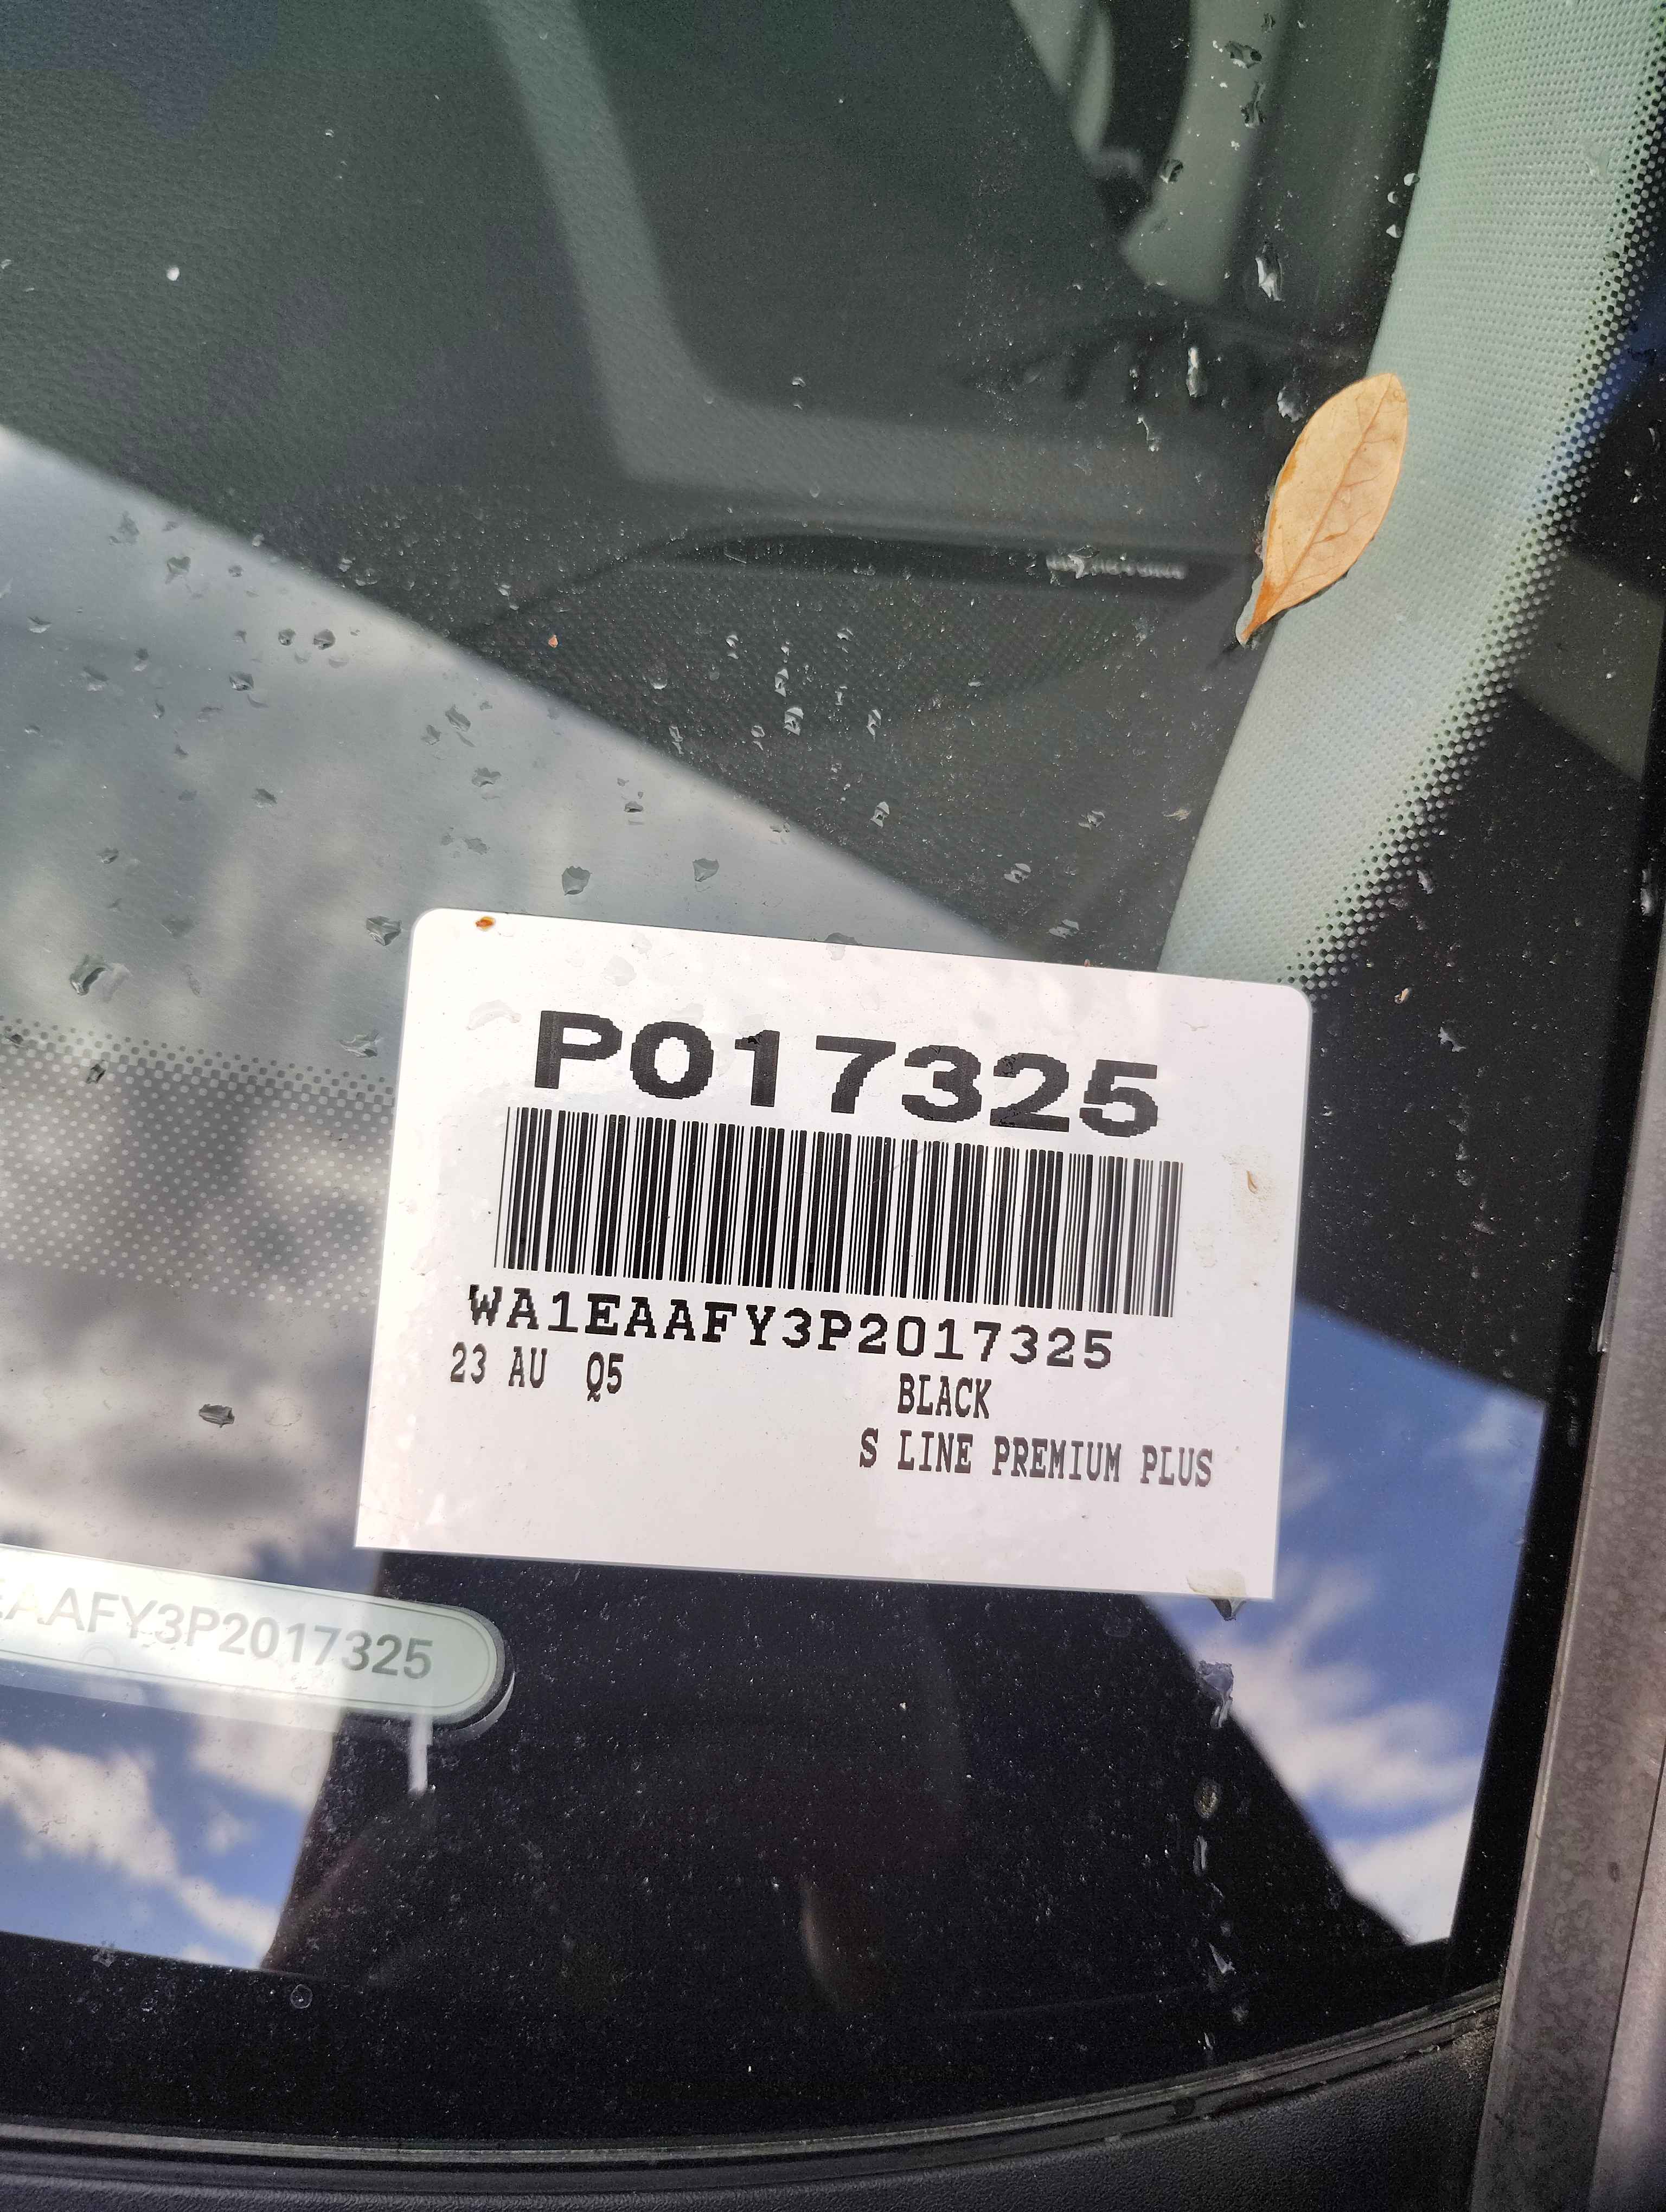 P017325
WA1EAAFY3P2017325
23 AU Q5
BLACK
S LINE PREMIUM PLUS
EAAFY3P2017325